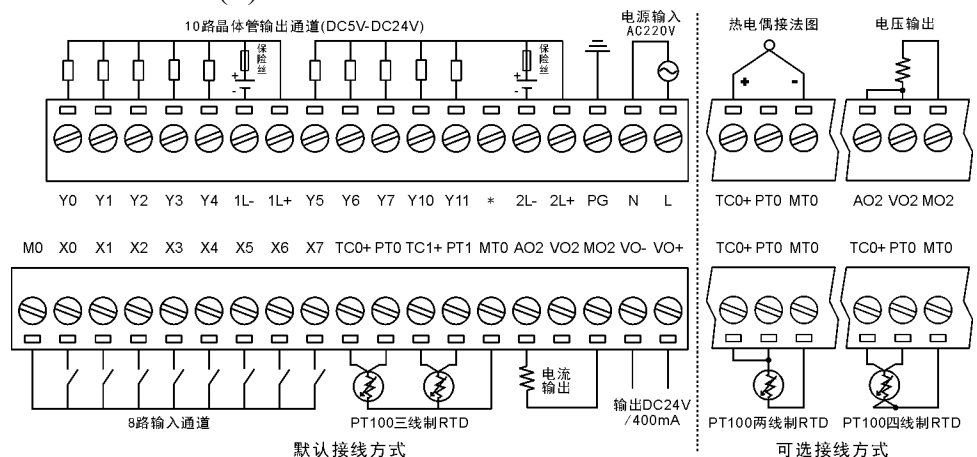 10路晶体管输出通道(DC5V-DC24V)
保险丝
保险丝
电源输入
AC220V
热电偶接法图
电压输出
+ -
+ -
+ -
Y0 Y1 Y2 Y3 Y4 1L- 1L+ Y5 Y6 Y7 Y10 Y11 * 2L- 2L+ PG N L
TC0+ PT0 MT0
AO2 VO2 MO2
M0 X0 X1 X2 X3 X4 X5 X6 X7 TC0+ PT0 TC1+ PT1 MT0 AO2 VO2 MO2 VO- VO+
TC0+ PT0 MT0
TC0+ PT0 MT0
8路输入通道
PT100三线制RTD
电流
输出
输出DC24V
/400mA
PT100两线制RTD
PT100四线制RTD
默认接线方式
可选接线方式